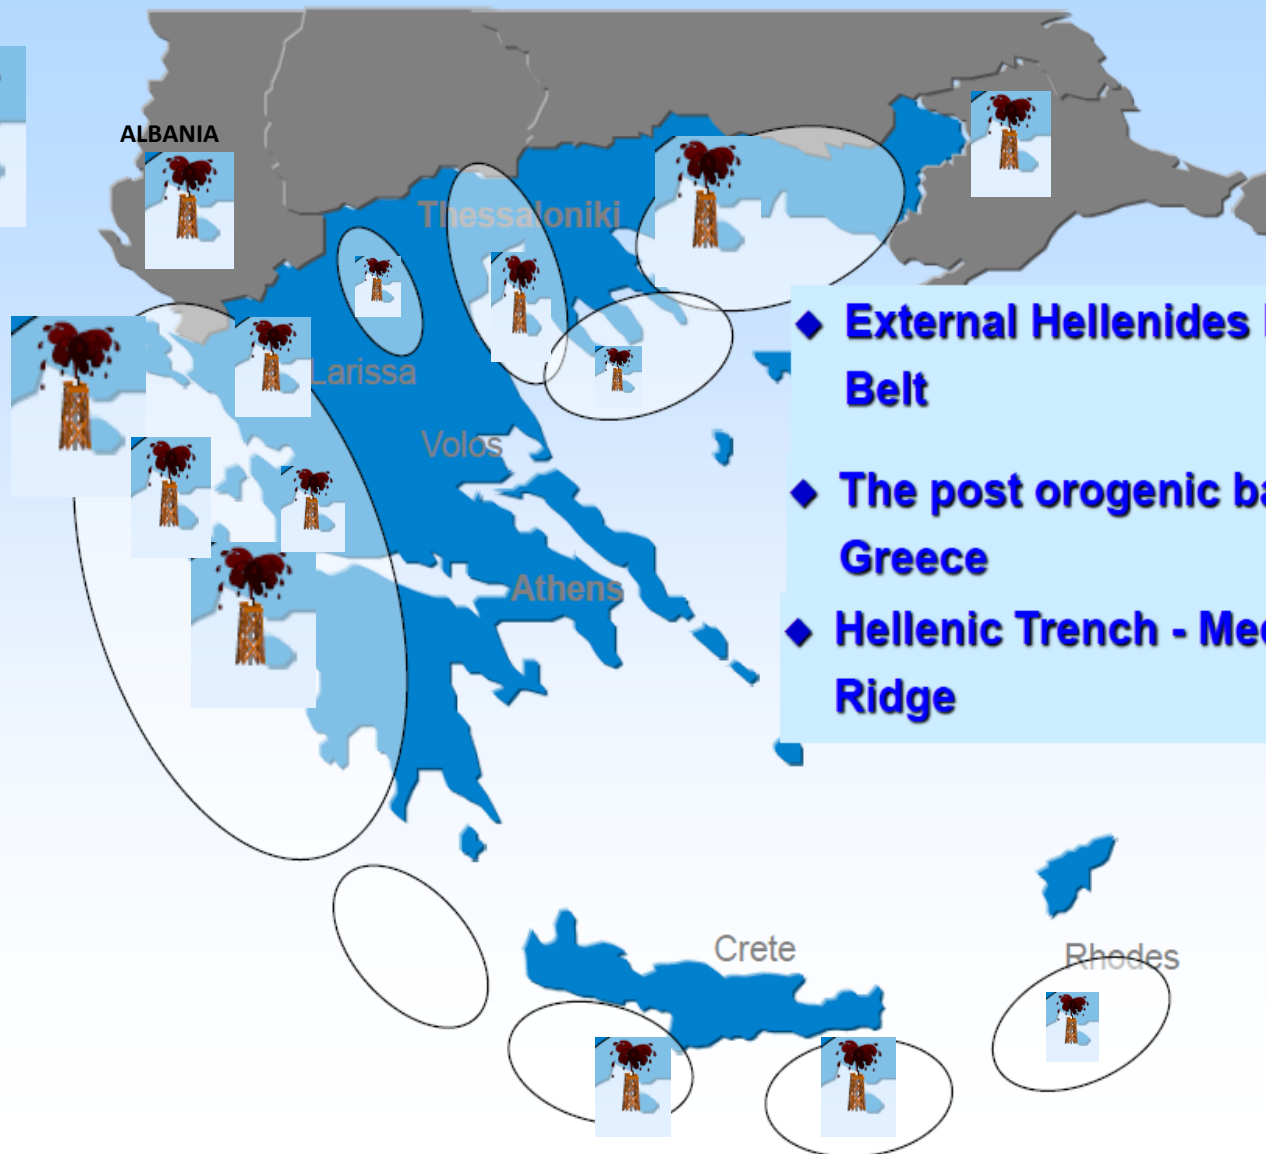 ALBANIA
Thessaloniki
External Hellenides
Larissa
Belt
Volos
The post orogenic
Greece
Athens
Hellenic Trench -
Ridge
Crete
Rhodes